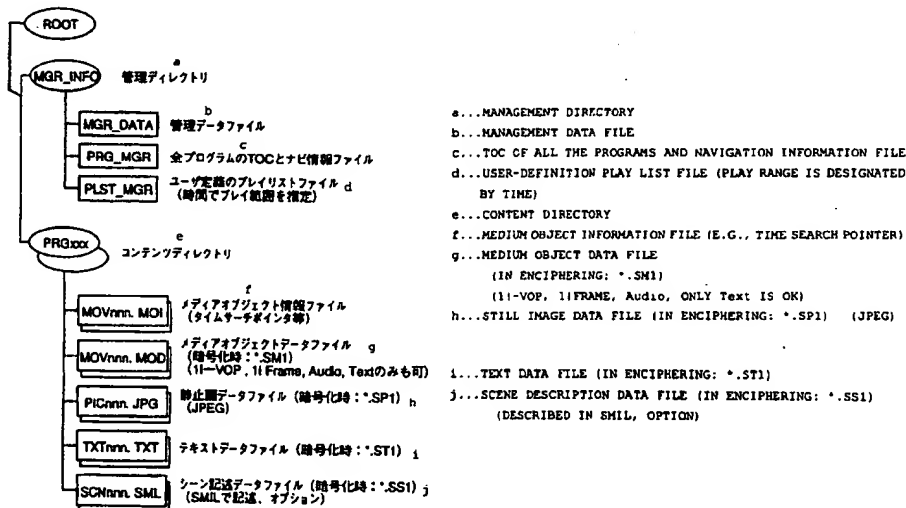 ROOT
a
MGR_INFO 管理ディレクトリ
b
MGR_DATA 管理データファイル
c
PRG_MGR 全プログラムのTOCとナビ情報ファイル
PLST_MGR ユーザ定義のプレイリストファイル d
(時間でプレイ範囲を指定)
e
PRGxxx コンテンツディレクトリ
f
MOVnnn. MOI メディアオブジェクト情報ファイル
(タイムサーチポインタ等)
MOVnnn. MOD メディアオブジェクトデータファイル g
(暗号化時：*.SM1)
(1I—VOP , 1I Frame, Audio, Textのみも可)
PICnnn. JPG 静止画データファイル (暗号化時：*.SP1) h
(JPEG)
TXTnnn. TXT テキストデータファイル (暗号化時：*.ST1) i
SCNnnn. SML シーン記述データファイル (暗号化時：*.SS1) j
(SMILで記述、オプション)
a...MANAGEMENT DIRECTORY
b...MANAGEMENT DATA FILE
c...TOC OF ALL THE PROGRAMS AND NAVIGATION INFORMATION FILE
d...USER-DEFINITION PLAY LIST FILE (PLAY RANGE IS DESIGNATED
BY TIME)
e...CONTENT DIRECTORY
f...MEDIUM OBJECT INFORMATION FILE (E.G., TIME SEARCH POINTER)
g...MEDIUM OBJECT DATA FILE
(IN ENCIPHERING: *.SM1)
(1I-VOP, 1IFRAME, Audio, ONLY Text IS OK)
h...STILL IMAGE DATA FILE (IN ENCIPHERING: *.SP1) (JPEG)
i...TEXT DATA FILE (IN ENCIPHERING: *.ST1)
j...SCENE DESCRIPTION DATA FILE (IN ENCIPHERING: *.SS1)
(DESCRIBED IN SMIL, OPTION)